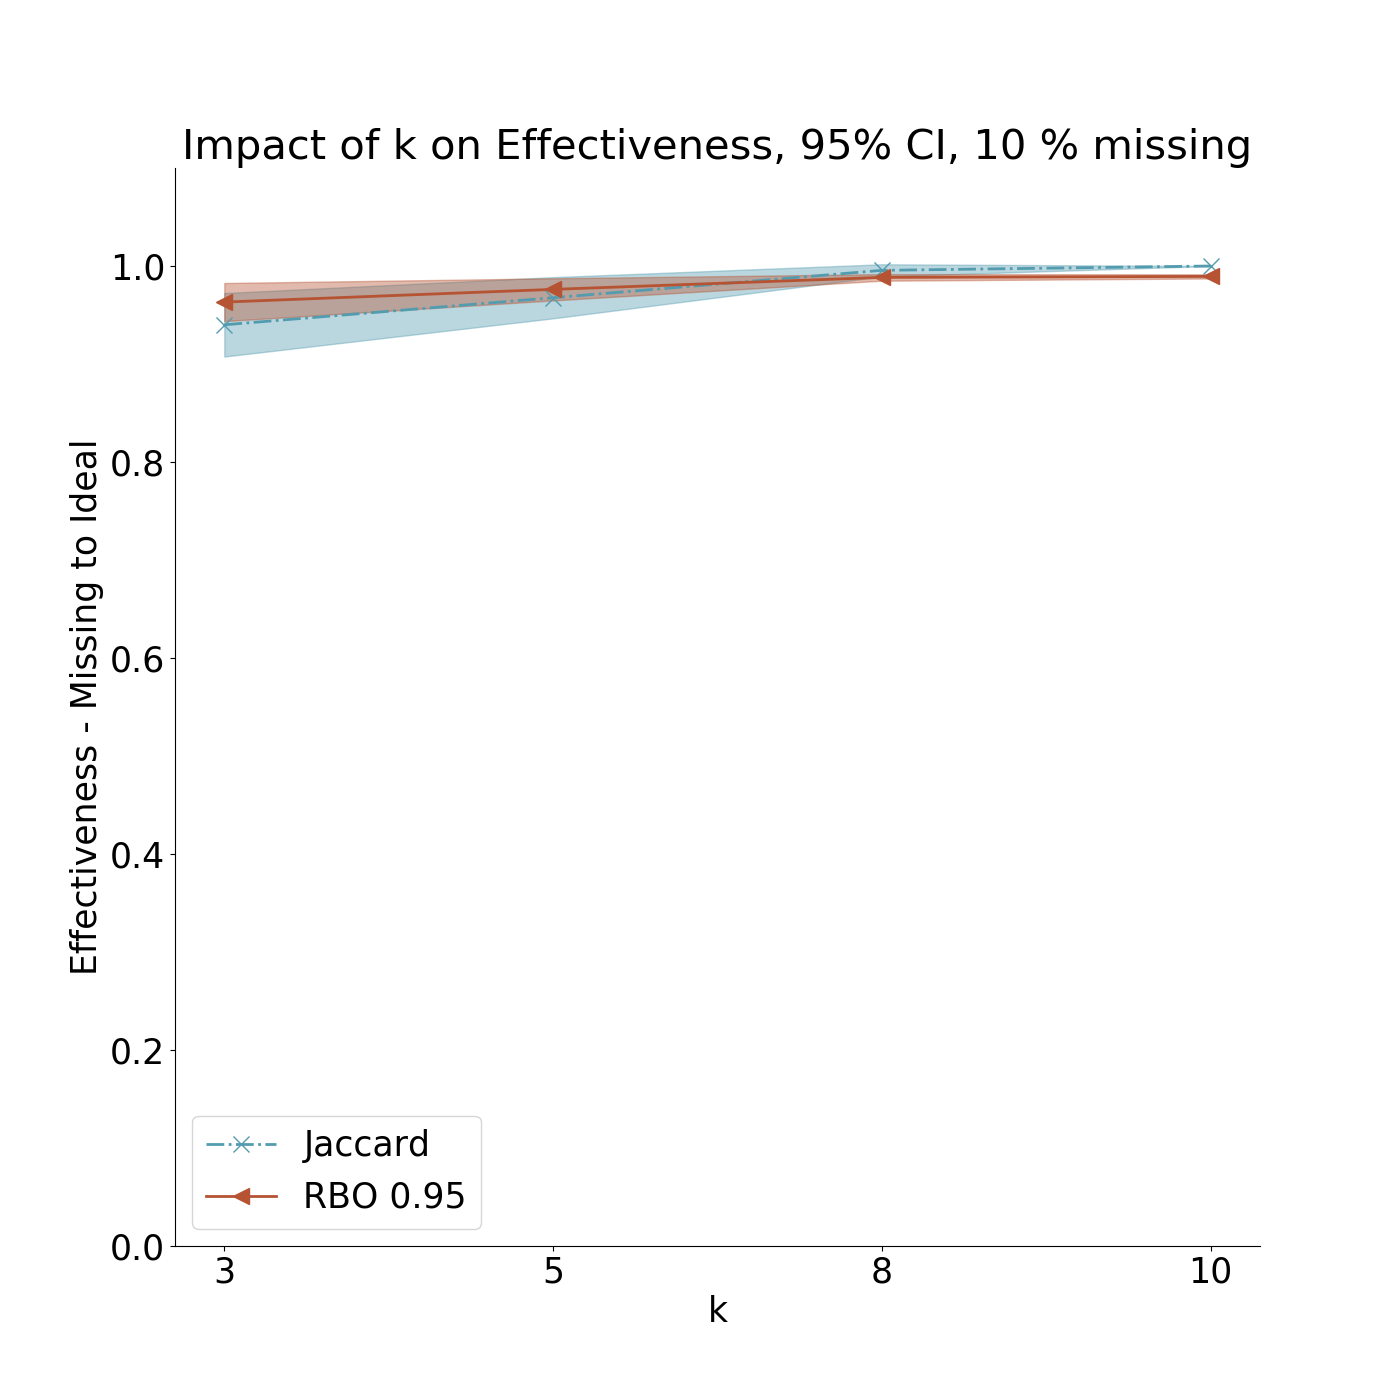 Impact of k on Effectiveness, 95% CI, 10 % missing
Effectiveness - Missing to Ideal
1.0
0.8
0.6
0.4
0.2
0.0
Jaccard
RBO 0.95
3 5 8 10
k